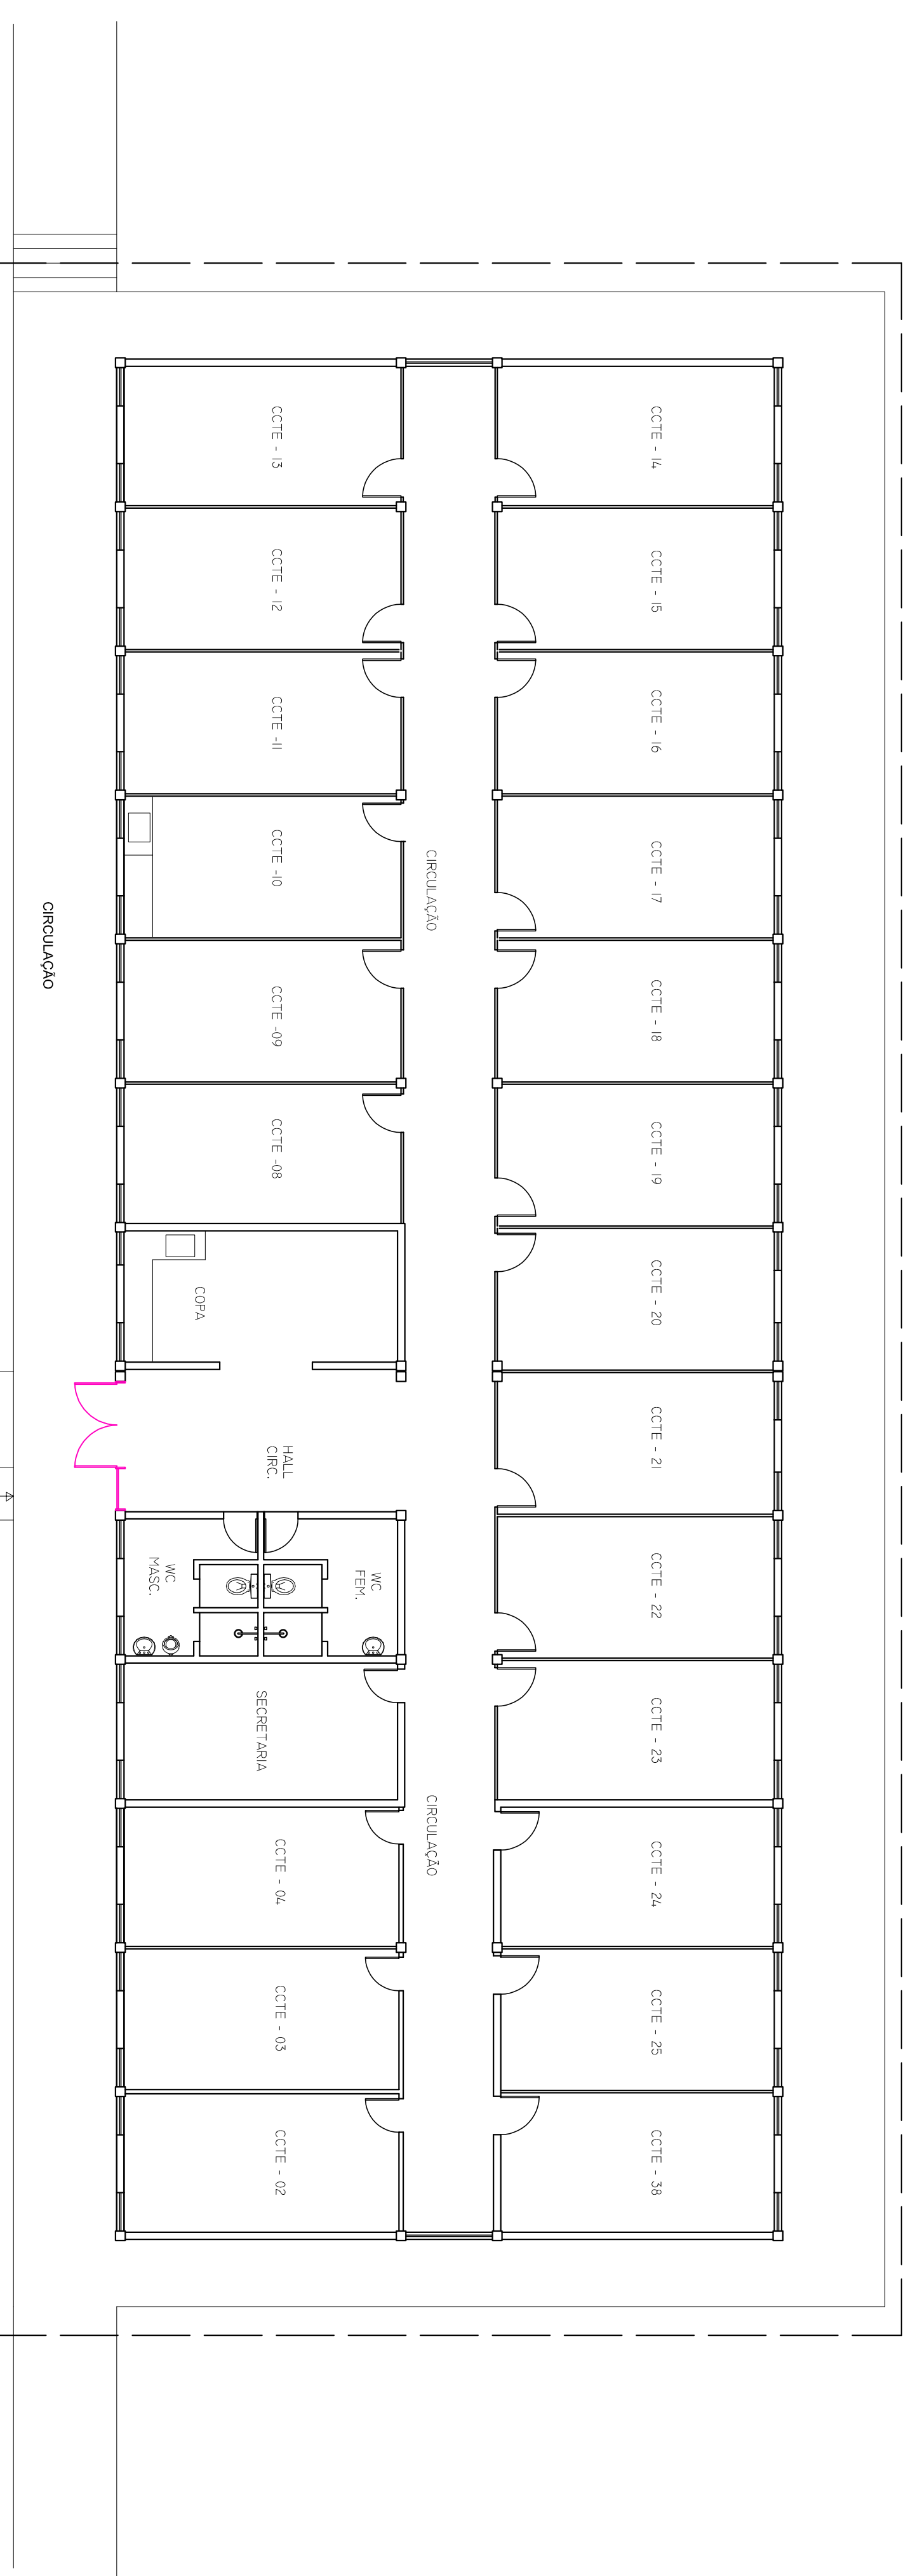 CCTE - 14
CCTE - 15
CCTE - 16
CCTE - 17
CCTE - 18
CCTE - 19
CCTE - 20
CCTE - 21
CCTE - 22
CCTE - 23
CCTE - 24
CCTE - 25
CCTE - 38
CIRCULAÇÃO
CIRCULAÇÃO
WC
FEM.
CCTE - 13
CCTE - 12
CCTE -11
CCTE -10
CCTE -09
CCTE -08
COPA
HALL
CIRC.
WC
MASC.
SECRETARIA
CCTE - 04
CCTE - 03
CCTE - 02
CIRCULAÇÃO